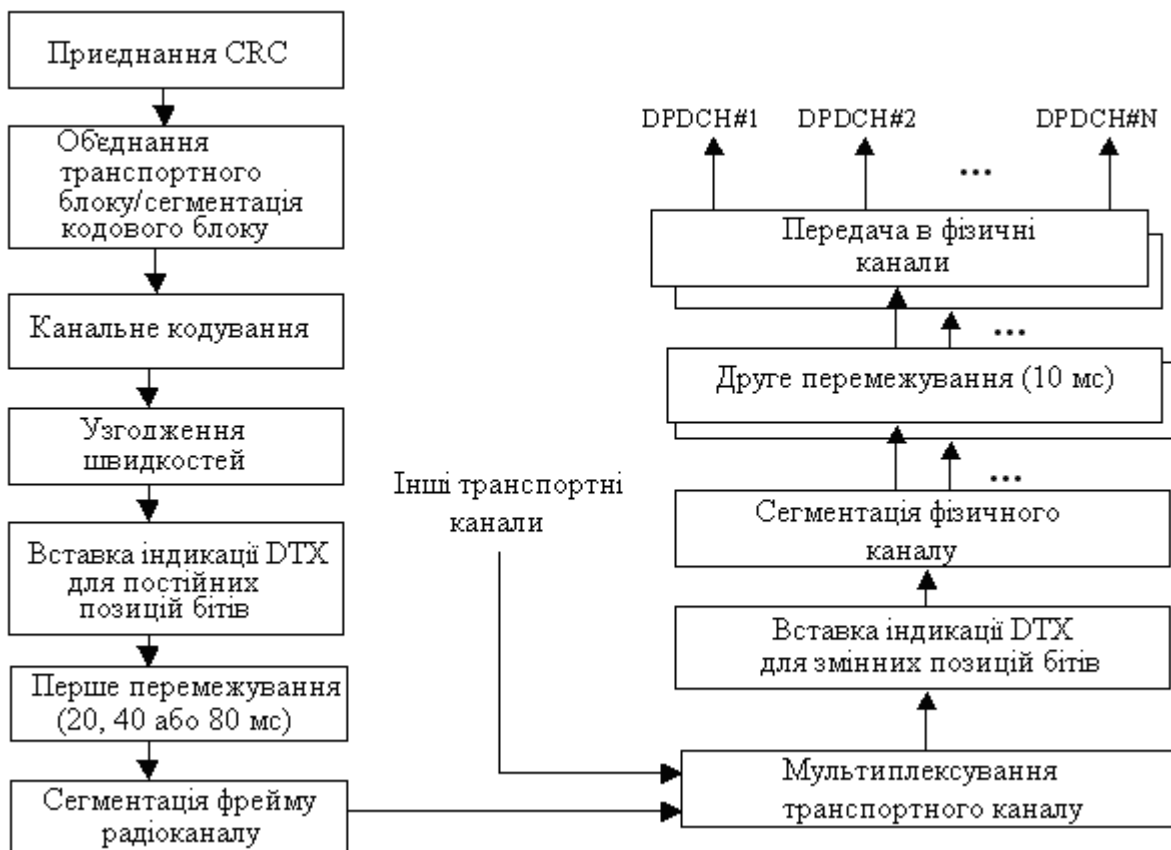 Приєднання CRC
Об'єднання
транспортного
блоку/сегментація
кодового блоку
Канальне кодування
Узгодження
швидкостей
Вставка індикації DTX
для постійних
позицій бітів
Перше перемежування
(20, 40 або 80 мс)
Сегментація фрейму
радіоканалу
Інші транспортні
канали
DPDCH#1 DPDCH#2 DPDCH#N
...
Передача в фізичні
канали
...
Друге перемежування (10 мс)
...
Сегментація фізичного
каналу
Вставка індикації DTX
для змінних позицій бітів
Мультиплексування
транспортного каналу